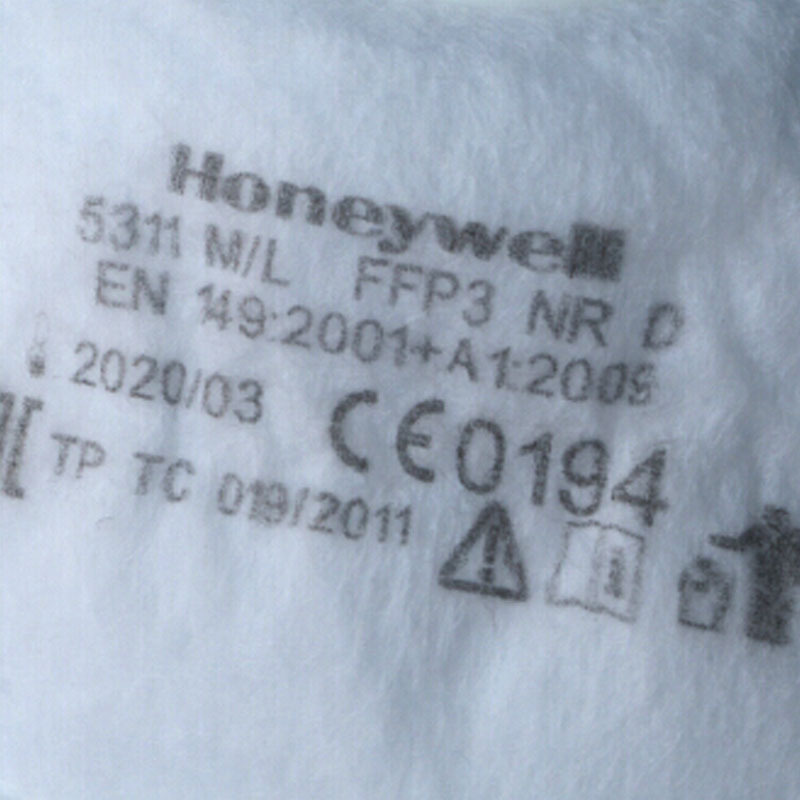 Honeywell
5311 M/L FFP3 NR D
EN 149:2001+A1:2009
2020/03 CE0194
TP TC 019/2011